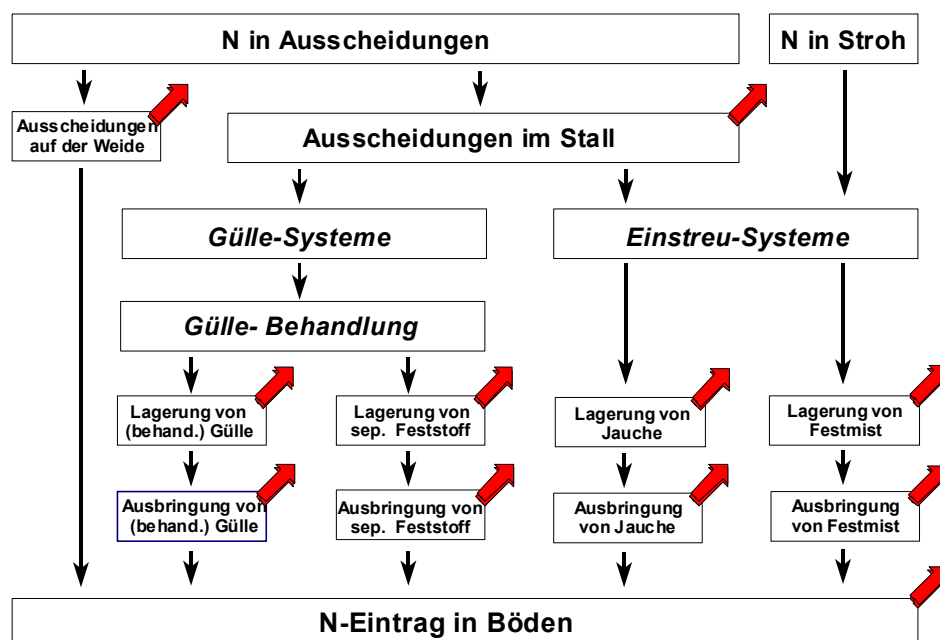 N in Ausscheidungen
N in Stroh
Ausscheidungen
auf der Weide
Ausscheidungen im Stall
Gülle-Systeme
Einstreu-Systeme
Gülle- Behandlung
Lagerung von
(behand.) Gülle
Lagerung von
sep. Feststoff
Lagerung von
Jauche
Lagerung von
Festmist
Ausbringung von
(behand.) Gülle
Ausbringung von
sep. Feststoff
Ausbringung
von Jauche
Ausbringung
von Festmist
N-Eintrag in Böden